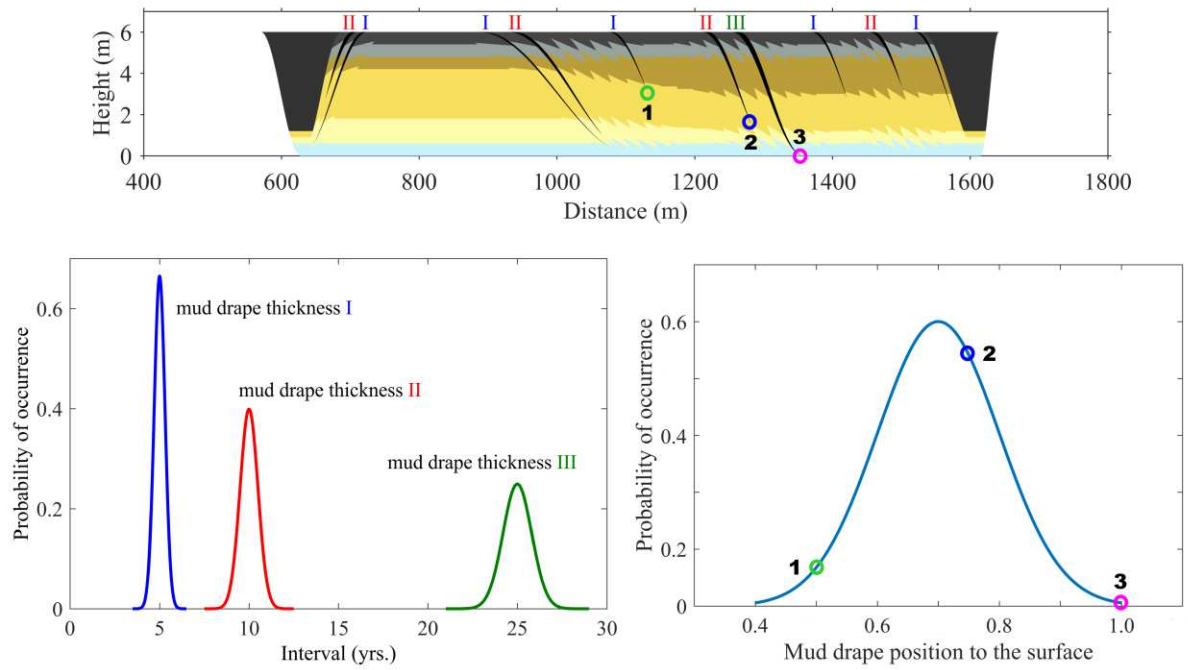 II I I II I II III I II I
Height (m)
6
4
2
0
1
2
3
400 600 800 1000 1200 1400 1600 1800
Distance (m)
Probability of occurrence
0.6
0.4
0.2
0
mud drape thickness I
mud drape thickness II
mud drape thickness III
0 5 10 15 20 25 30
Interval (yrs.)
Probability of occurrence
0.6
0.4
0.2
0
1
2
3
0.4 0.6 0.8 1.0
Mud drape position to the surface